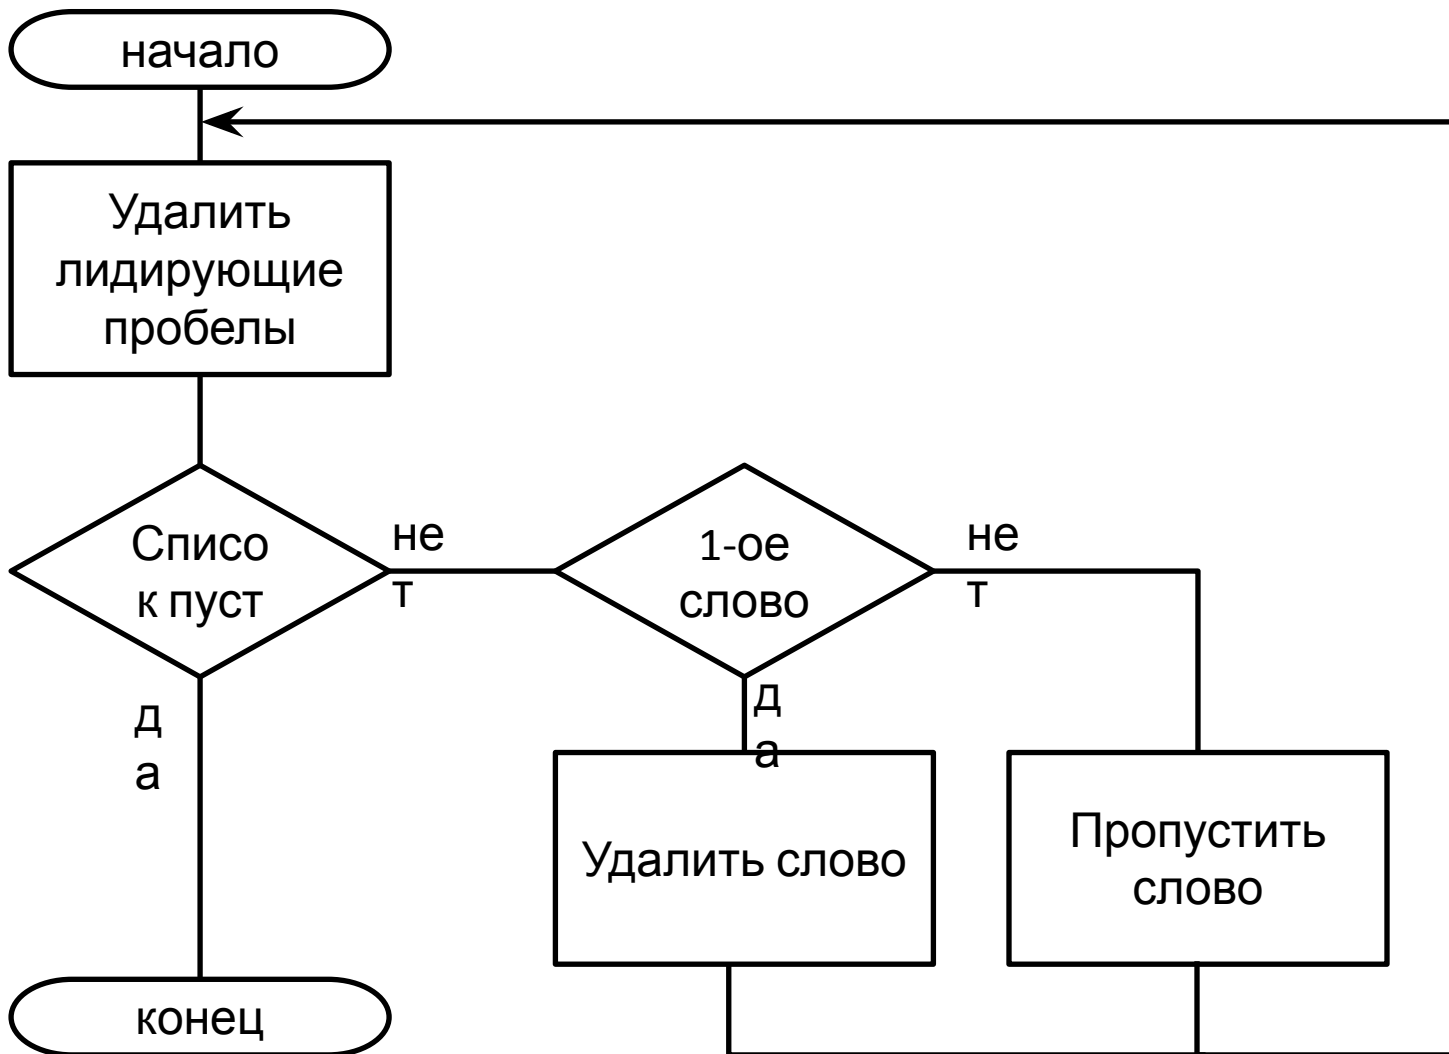 начало
Удалить
лидирующие
пробелы
Списо
к пуст
не
т
1-ое
слово
не
т
д
а
д
а
Удалить слово
Пропустить
слово
конец